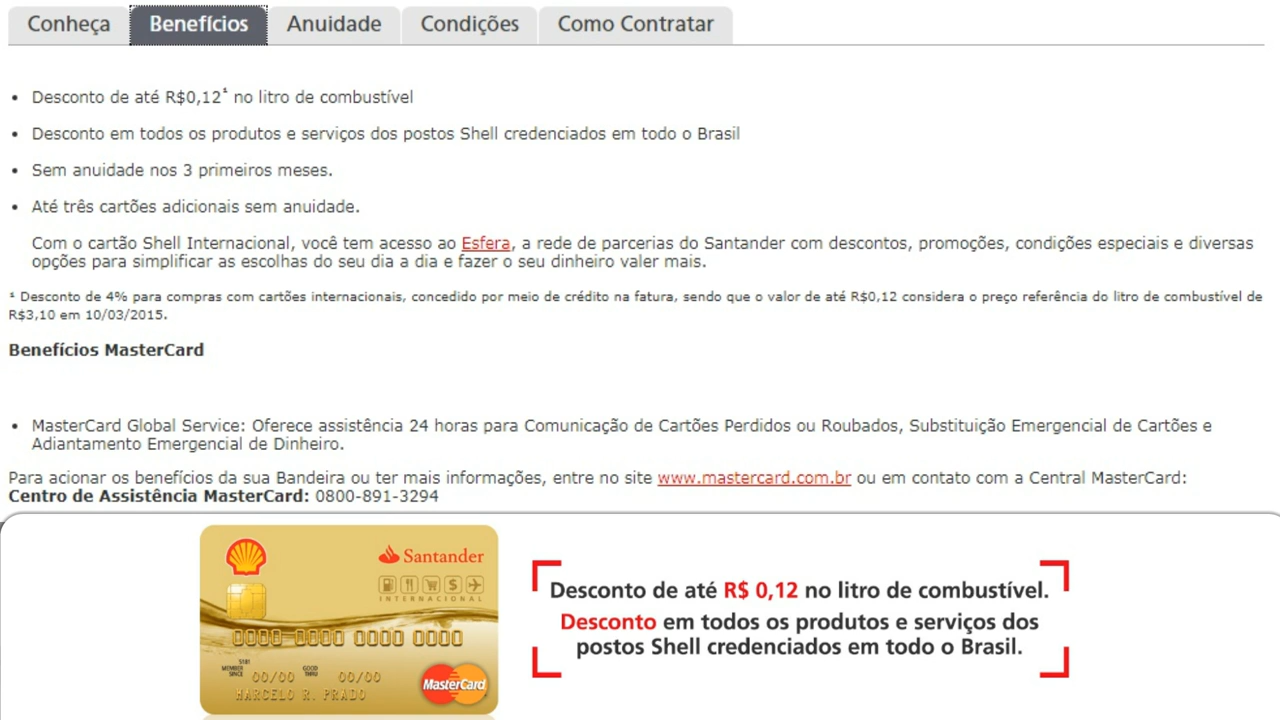 Conheça Benefícios Anuidade Condições Como Contratar
• Desconto de até R$0,12¹ no litro de combustível
• Desconto em todos os produtos e serviços dos postos Shell credenciados em todo o Brasil
• Sem anuidade nos 3 primeiros meses.
• Até três cartões adicionais sem anuidade.
Com o cartão Shell Internacional, você tem acesso ao Esfera, a rede de parcerias do Santander com descontos, promoções, condições especiais e diversas
opções para simplificar as escolhas do seu dia a dia e fazer o seu dinheiro valer mais.
¹ Desconto de 4% para compras com cartões internacionais, concedido por meio de crédito na fatura, sendo que o valor de até R$0,12 considera o preço referência do litro de combustível de
R$3,10 em 10/03/2015.
Benefícios MasterCard
• MasterCard Global Service: Oferece assistência 24 horas para Comunicação de Cartões Perdidos ou Roubados, Substituição Emergencial de Cartões e
Adiantamento Emergencial de Dinheiro.
Para acionar os benefícios da sua Bandeira ou ter mais informações, entre no site www.mastercard.com.br ou em contato com a Central MasterCard:
Centro de Assistência MasterCard: 0800-891-3294
Santander
INTERNACIONAL
0000 0000 0000 0000
5181
MEMBER SINCE 00/00 GOOD THRU 00/00
MARCELO R. PRADO
MasterCard
Desconto de até R$ 0,12 no litro de combustível.
Desconto em todos os produtos e serviços dos
postos Shell credenciados em todo o Brasil.